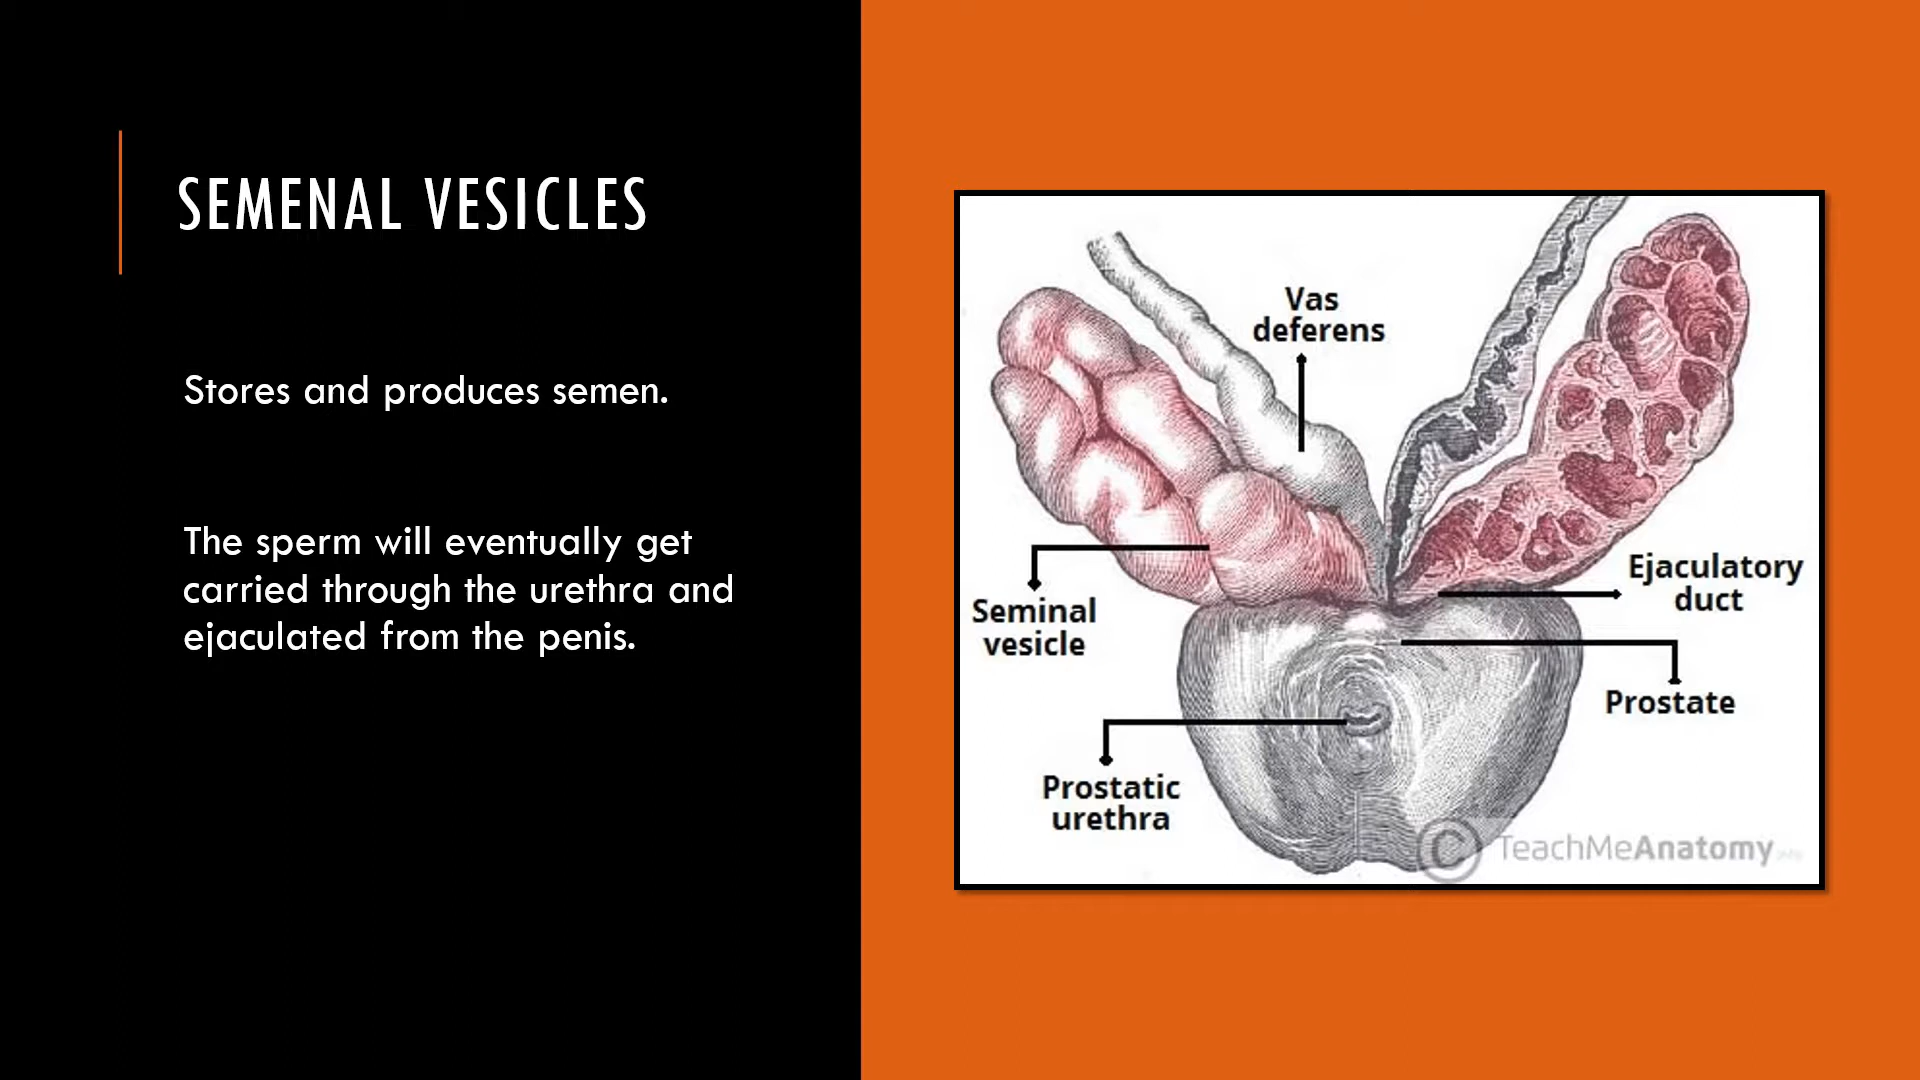 SEMENAL VESICLES
Stores and produces semen.
The sperm will eventually get
carried through the urethra and
ejaculated from the penis.
Vas
deferens
Seminal
vesicle
Ejaculatory
duct
Prostate
Prostatic
urethra
© TeachMeAnatomy